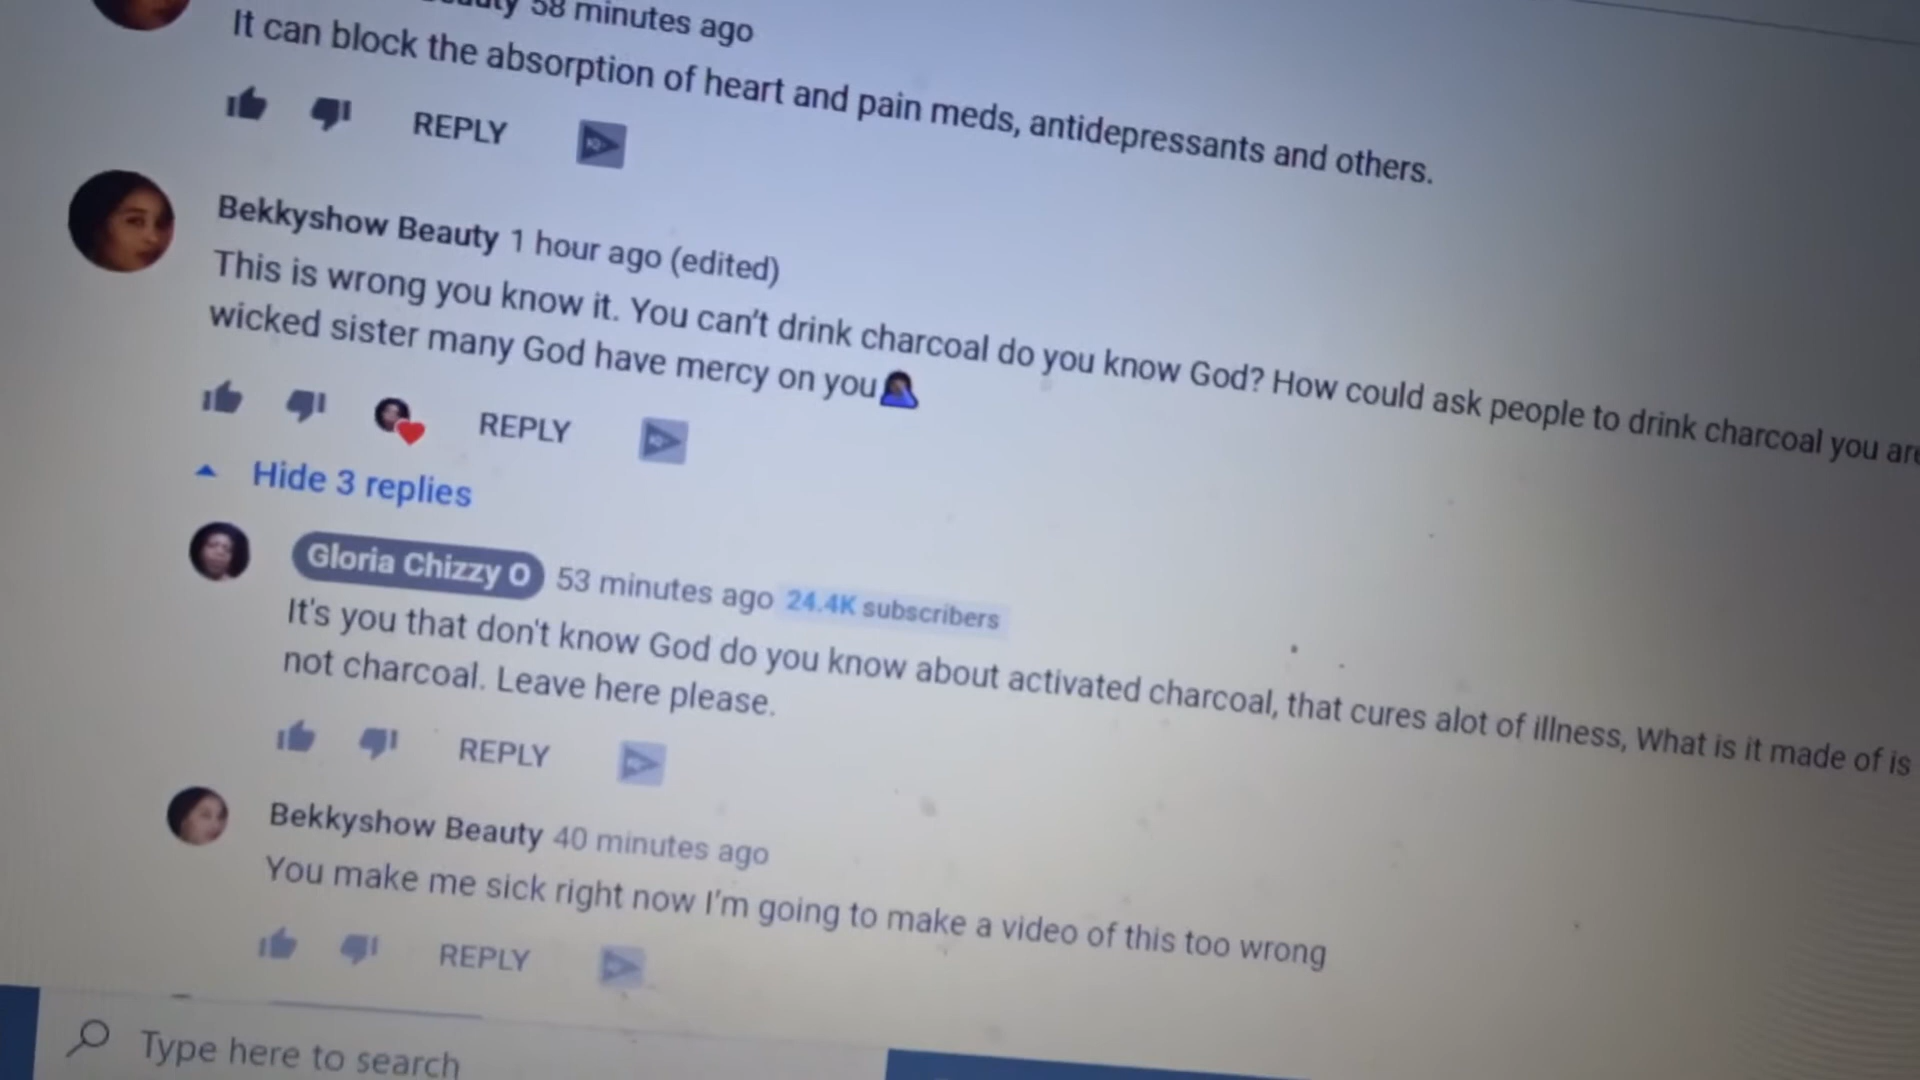 58 minutes ago
It can block the absorption of heart and pain meds, antidepressants and others.
REPLY
Bekkyshow Beauty 1 hour ago (edited)
This is wrong you know it. You can't drink charcoal do you know God? How could ask people to drink charcoal you are
wicked sister many God have mercy on you
REPLY
Hide 3 replies
Gloria Chizzy O 53 minutes ago 24.4K subscribers
It's you that don't know God do you know about activated charcoal, that cures alot of illness, What is it made of is
not charcoal. Leave here please.
REPLY
Bekkyshow Beauty 40 minutes ago
You make me sick right now I'm going to make a video of this too wrong
REPLY
Type here to search